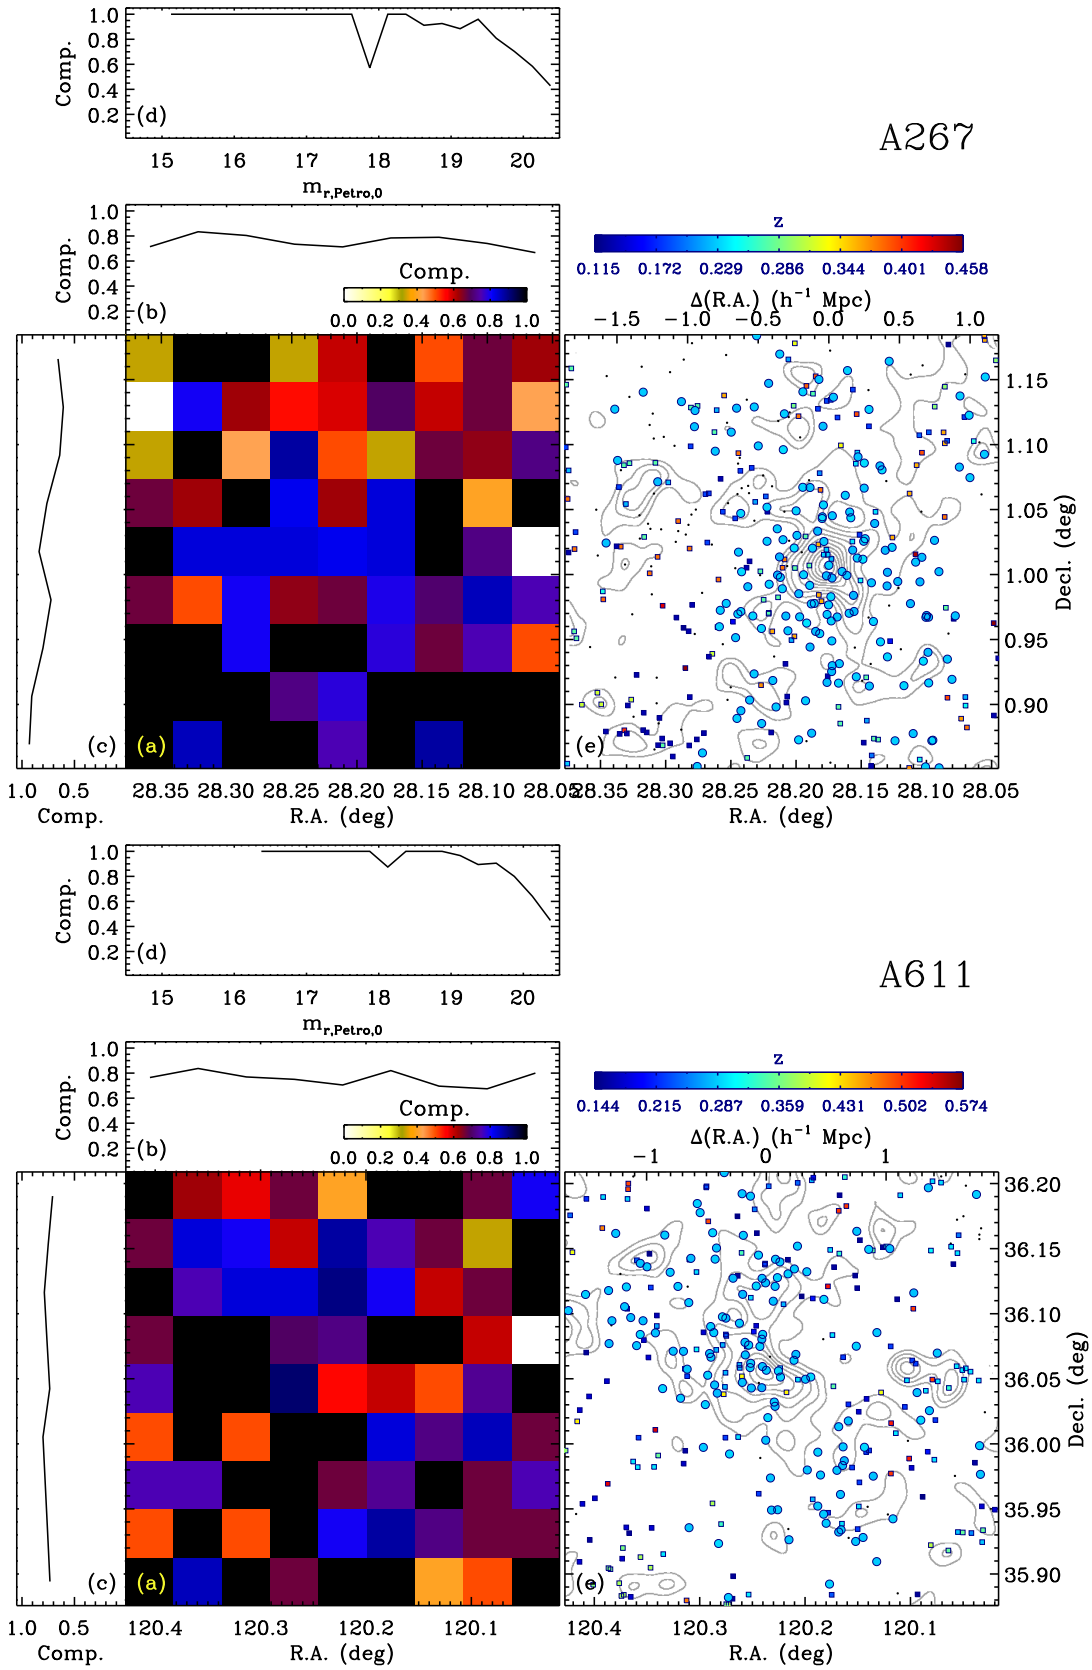 1.0
0.8
0.6
0.4
0.2
Comp.
(d)
15 16 17 18 19 20
m_r,Petro,0
A267
1.0
0.8
0.6
0.4
0.2
Comp.
(b)
Comp.
0.0 0.2 0.4 0.6 0.8 1.0
z
0.115 0.172 0.229 0.286 0.344 0.401 0.458
Δ(R.A.) (h⁻¹ Mpc)
−1.5 −1.0 −0.5 0.0 0.5 1.0
1.15
1.10
1.05
1.00
0.95
0.90
Decl. (deg)
(c) (a) (e)
1.0 0.5
Comp.
28.35 28.30 28.25 28.20 28.15 28.10 28.05
R.A. (deg)
28.35 28.30 28.25 28.20 28.15 28.10 28.05
R.A. (deg)
1.0
0.8
0.6
0.4
0.2
Comp.
(d)
15 16 17 18 19 20
m_r,Petro,0
A611
1.0
0.8
0.6
0.4
0.2
Comp.
(b)
Comp.
0.0 0.2 0.4 0.6 0.8 1.0
z
0.144 0.215 0.287 0.359 0.431 0.502 0.574
Δ(R.A.) (h⁻¹ Mpc)
−1 0 1
36.20
36.15
36.10
36.05
36.00
35.95
35.90
Decl. (deg)
(c) (a) (e)
1.0 0.5
Comp.
120.4 120.3 120.2 120.1
R.A. (deg)
120.4 120.3 120.2 120.1
R.A. (deg)